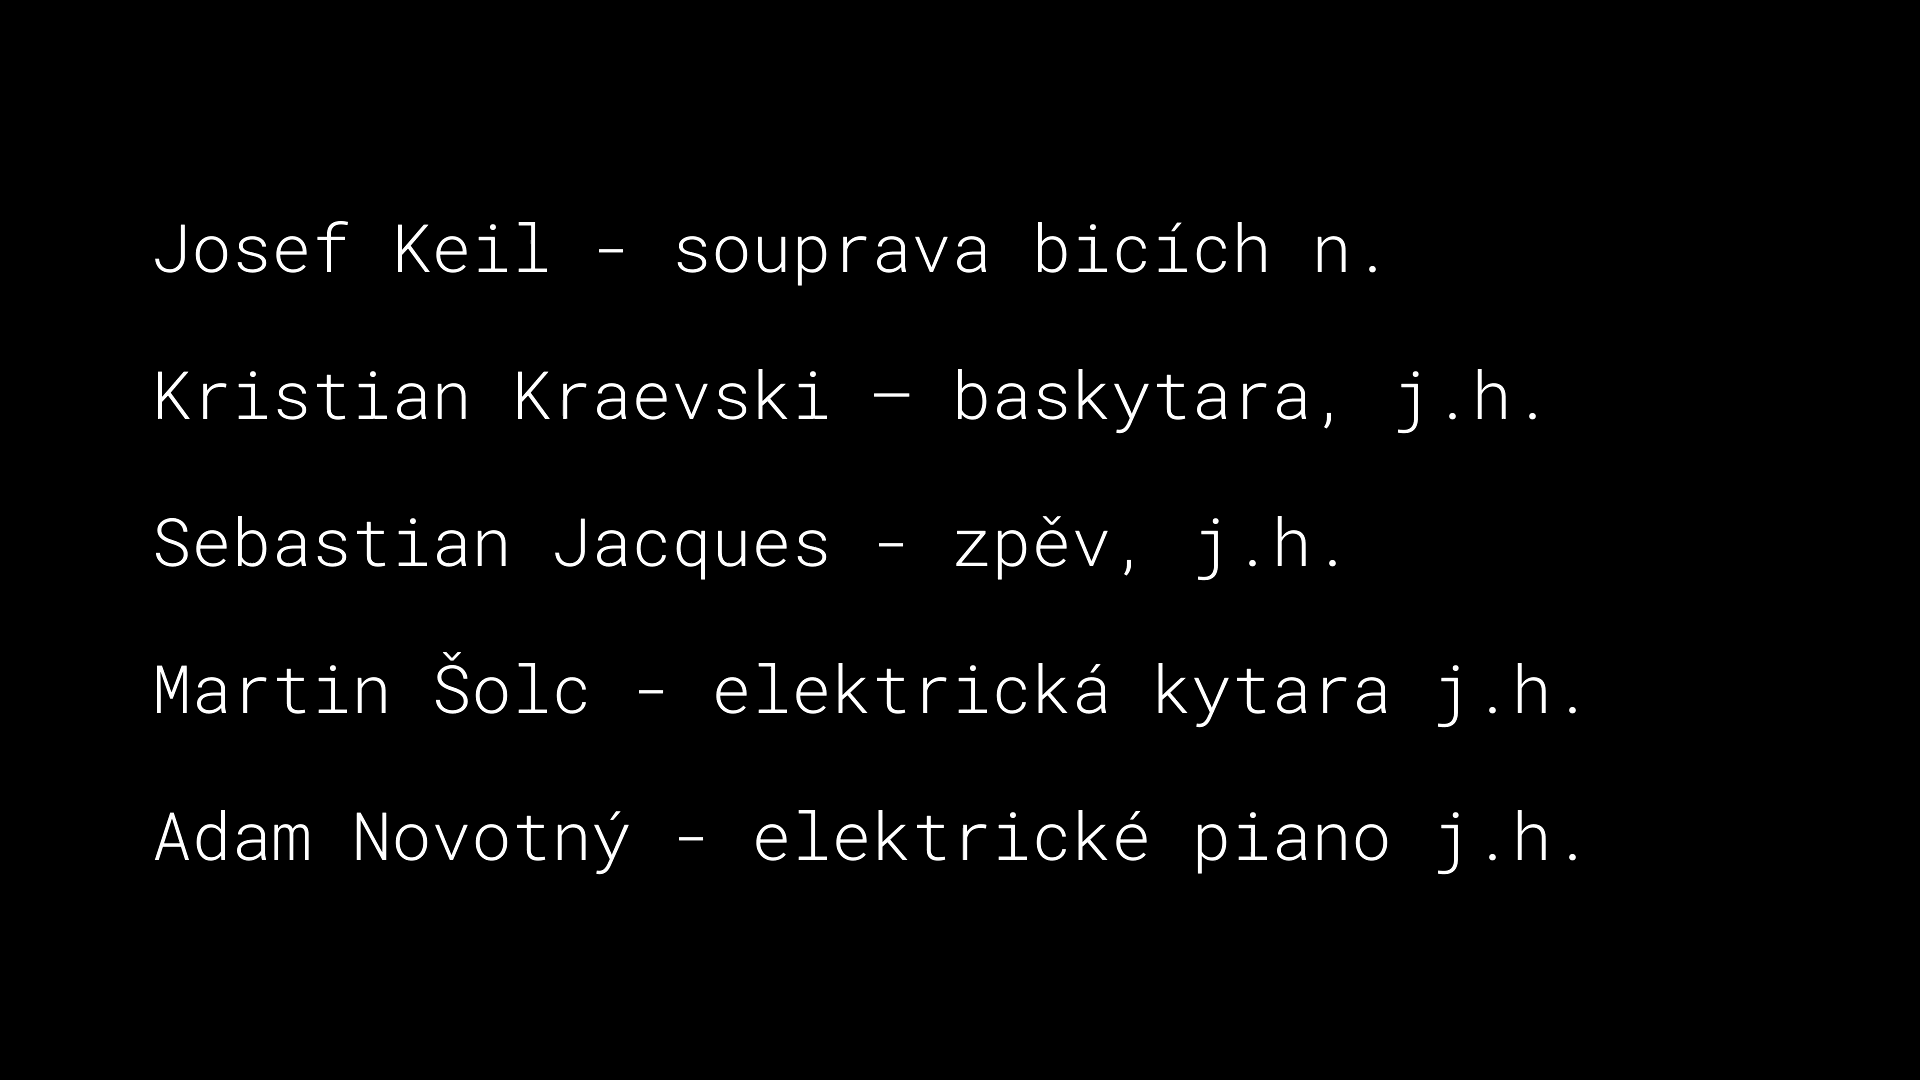 Josef Keil - souprava bicích n.
Kristian Kraevski – baskytara, j.h.
Sebastian Jacques - zpěv, j.h.
Martin Šolc - elektrická kytara j.h.
Adam Novotný - elektrické piano j.h.